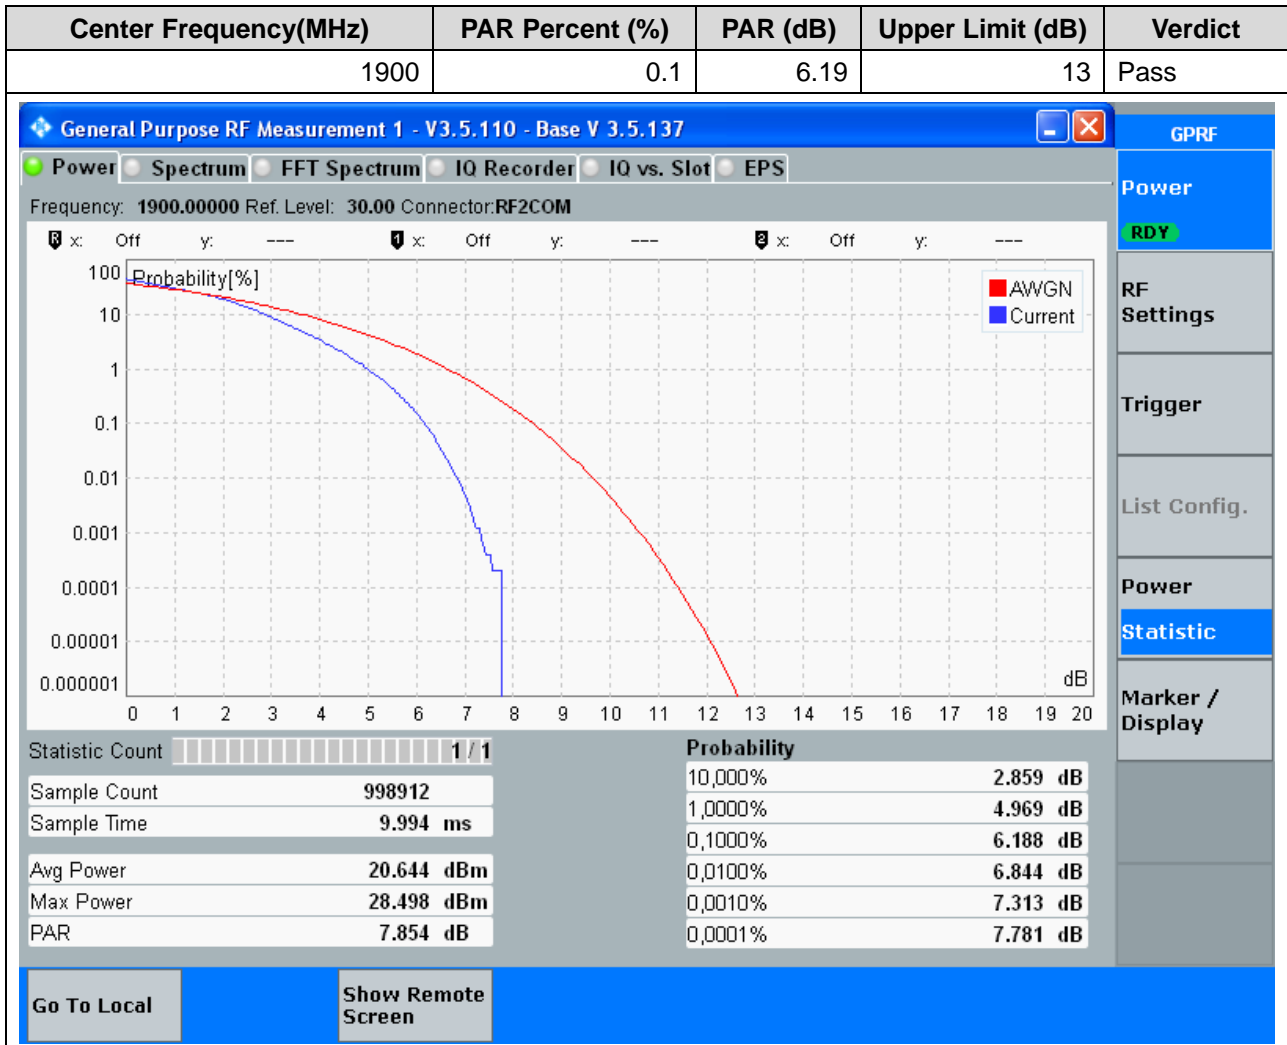 Center Frequency(MHz) PAR Percent (%) PAR (dB) Upper Limit (dB) Verdict
1900 0.1 6.19 13 Pass
General Purpose RF Measurement 1 - V3.5.110 - Base V 3.5.137
GPRF
Power Spectrum FFT Spectrum IQ Recorder IQ vs. Slot EPS
Frequency: 1900.00000 Ref. Level: 30.00 Connector:RF2COM
R x: Off y: --- 1 x: Off y: --- 2 x: Off y: ---
Probability[%]
100
10
1
0.1
0.01
0.001
0.0001
0.00001
0.000001
AWGN
Current
dB
0 1 2 3 4 5 6 7 8 9 10 11 12 13 14 15 16 17 18 19 20
Statistic Count 1 / 1
Sample Count 998912
Sample Time 9.994 ms
Avg Power 20.644 dBm
Max Power 28.498 dBm
PAR 7.854 dB
Probability
10,000% 2.859 dB
1,0000% 4.969 dB
0,1000% 6.188 dB
0,0100% 6.844 dB
0,0010% 7.313 dB
0,0001% 7.781 dB
Power
RDY
RF
Settings
Trigger
List Config.
Power
Statistic
Marker /
Display
Go To Local
Show Remote
Screen